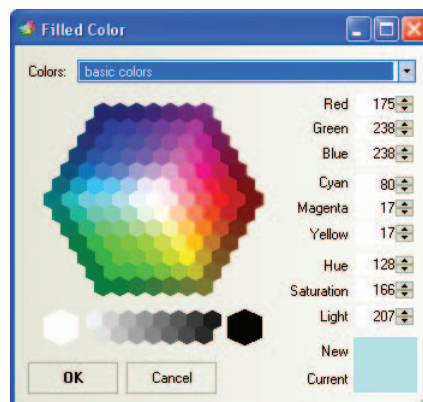 Filled Color
Colors: basic colors
Red 175
Green 238
Blue 238
Cyan 80
Magenta 17
Yellow 17
Hue 128
Saturation 166
Light 207
New
Current
OK Cancel